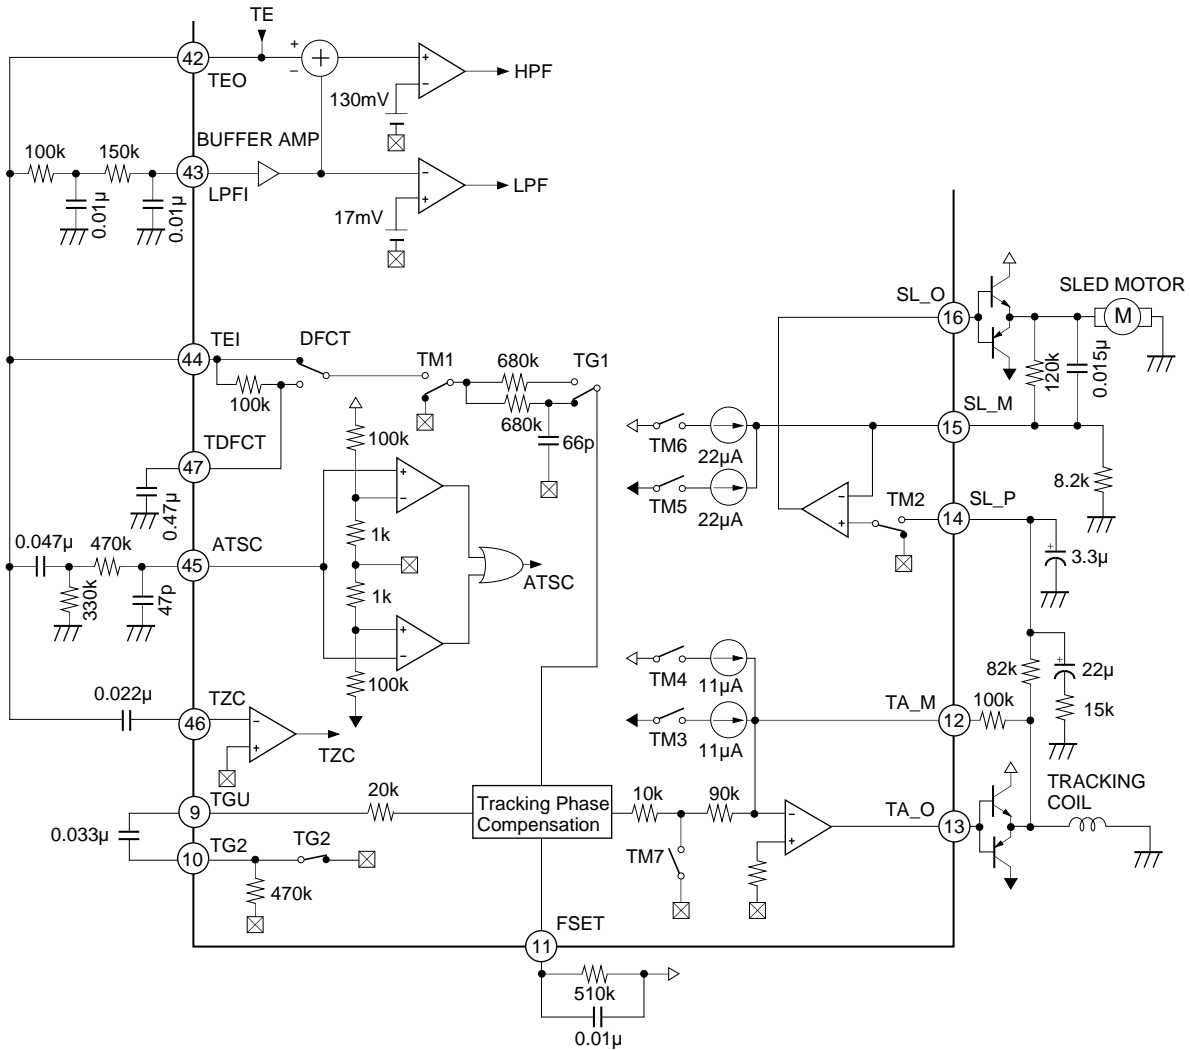 TE
42
TEO
+
−
+
+
−
HPF
130mV
BUFFER AMP
100k
150k
43
LPFI
−
+
LPF
0.01µ
0.01µ
17mV
SL_O
16
SLED MOTOR
M
120k
0.015µ
TEI
44
DFCT
100k
TM1
680k
680k
TG1
66p
TDFCT
47
0.47µ
100k
+
−
1k
1k
+
−
100k
TM6
22µA
TM5
22µA
SL_M
15
8.2k
−
+
TM2
SL_P
14
3.3µ
0.047µ
470k
ATSC
45
330k
47p
ATSC
TM4
11µA
TM3
11µA
82k
22µ
15k
TA_M
12
100k
0.022µ
TZC
46
−
+
TZC
TGU
9
20k
Tracking Phase
Compensation
10k
90k
−
+
TA_O
13
TRACKING
COIL
0.033µ
TG2
10
TG2
470k
TM7
FSET
11
510k
0.01µ